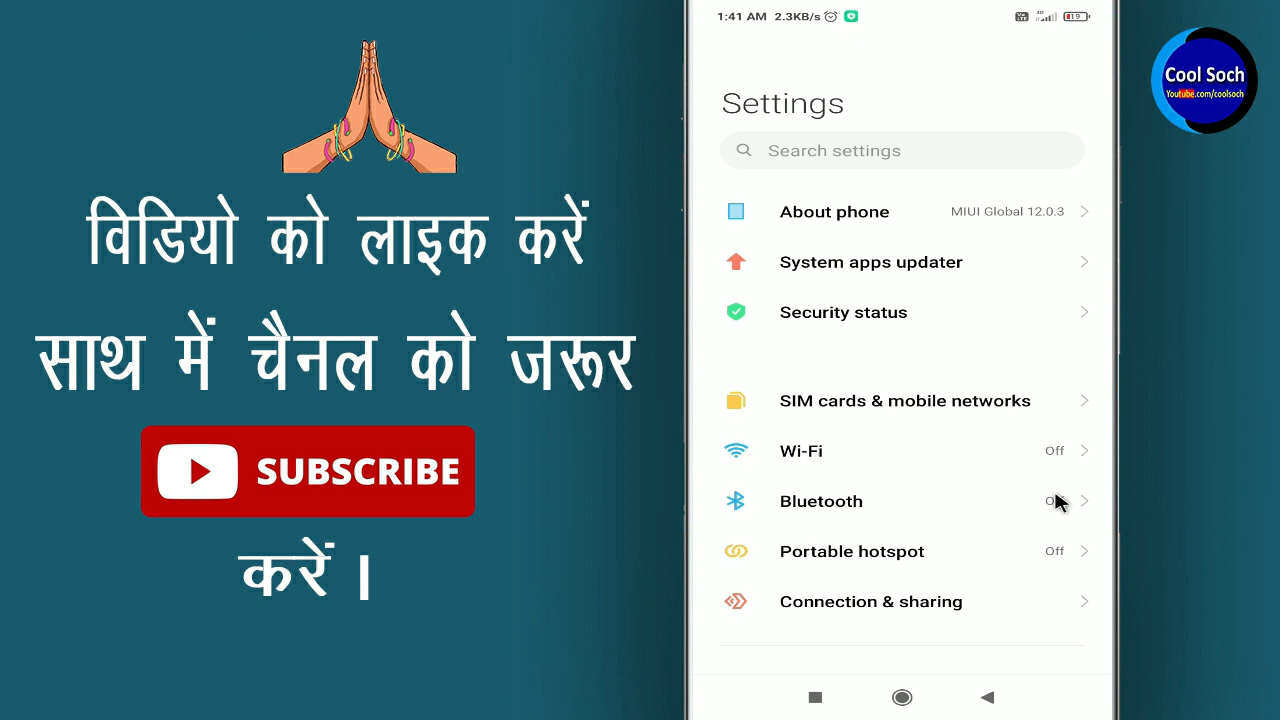 1:41 AM 2.3KB/s
4G
19
Cool Soch
Youtube.com/coolsoch
विडियो को लाइक करें
साथ में चैनल को जरूर
SUBSCRIBE
करें ।
Settings
Search settings
About phone MIUI Global 12.0.3
System apps updater
Security status
SIM cards & mobile networks
Wi-Fi Off
Bluetooth
Portable hotspot Off
Connection & sharing